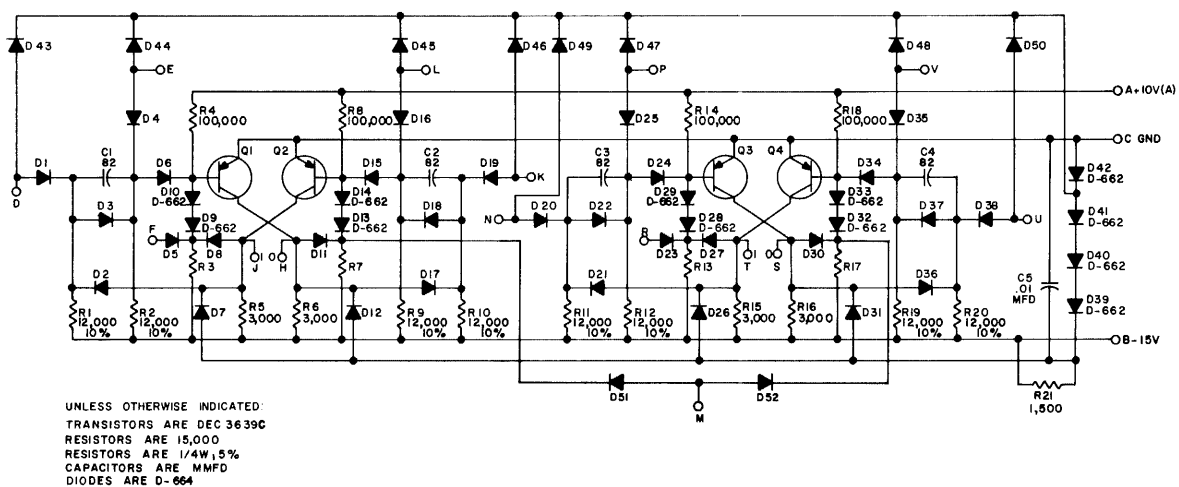 D43 D44 D45 D46 D49 D47 D48 D50
E L P V
A+10V(A)
D4 R4 100,000 R8 100,000 D16 D25 R14 100,000 R18 100,000 D35
C GND
D1 C1 82 D6 Q1 Q2 D15 C2 82 D19 C3 82 D24 Q3 Q4 D34 C4 82 D42 D-662
D D10 D-662 D14 D-662 K D29 D-662 D33 D-662
D3 D9 D-662 D13 D-662 D18 N D20 D22 D28 D-662 D32 D-662 D37 D38 U D41 D-662
F D5 D8 1 J 0 H D11 D23 D27 1 T 0 S D30
R3 R7 R13 R17 D40 D-662
D2 D17 D21 D36 C5 .01 MFD
R1 12,000 10% R2 12,000 10% D7 R5 3,000 R6 3,000 D12 R9 12,000 10% R10 12,000 10% R11 12,000 10% R12 12,000 10% D26 R15 3,000 R16 3,000 D31 R19 12,000 10% R20 12,000 10% D39 D-662
B-15V
D51 M D52 R21 1,500
UNLESS OTHERWISE INDICATED:
TRANSISTORS ARE DEC 3639C
RESISTORS ARE 15,000
RESISTORS ARE 1/4W, 5%
CAPACITORS ARE MMFD
DIODES ARE D-664